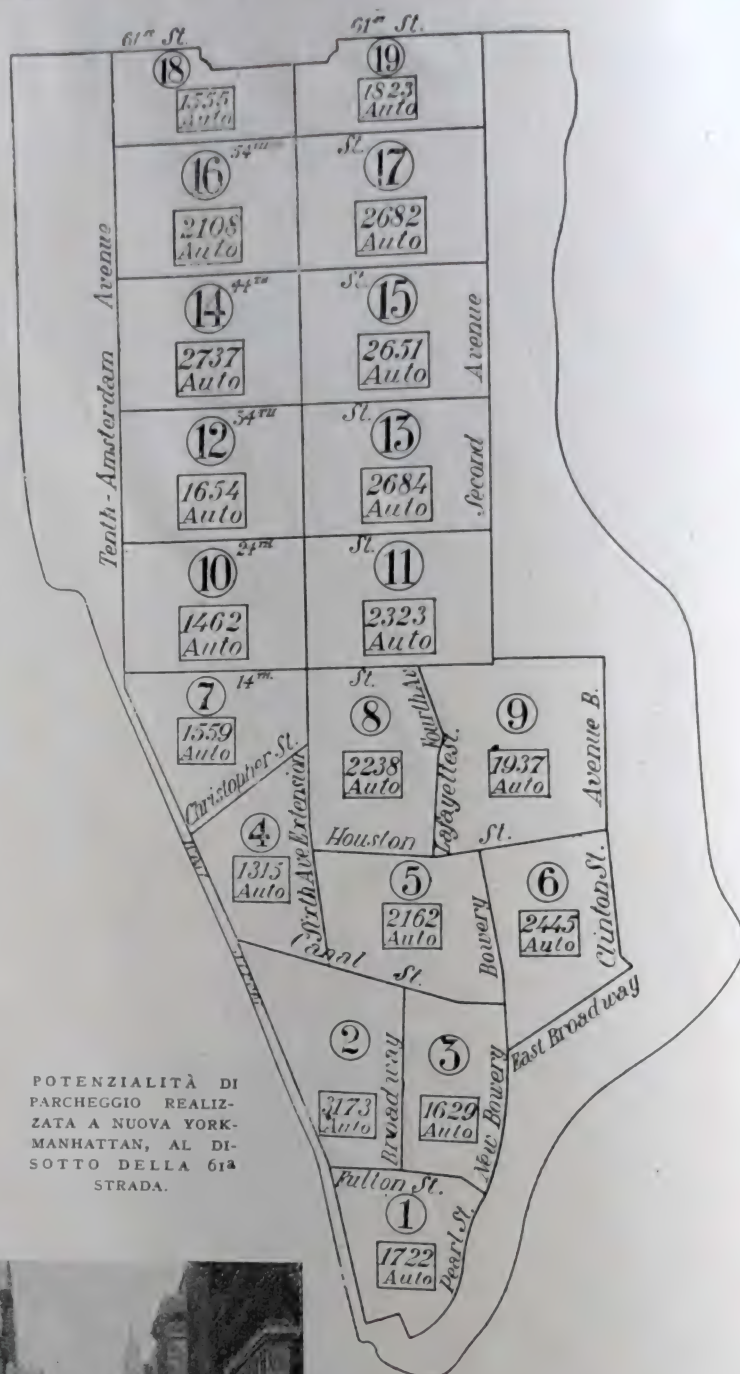 61ST St.
61ST St.
18
1555
Auto
19
1823
Auto
54TH
St.
16
2108
Auto
17
2682
Auto
Tenth-Amsterdam Avenue
44TH
St.
14
2737
Auto
15
2651
Auto
Second Avenue
34TH
St.
12
1654
Auto
13
2684
Auto
24TH
St.
10
1462
Auto
11
2323
Auto
14TH
St.
7
1559
Auto
8
2238
Auto
Fourth Av
9
1937
Auto
Avenue B.
Christopher St.
Lafayette St.
Houston St.
4
1315
Auto
Sixth Ave Extension
5
2162
Auto
Bowery
6
2445
Auto
Clinton St.
Canal St.
East Broadway
2
3173
Auto
Broadway
3
1629
Auto
New Bowery
Fulton St.
1
1722
Auto
Pearl St.
POTENZIALITÀ DI
PARCHEGGIO REALIZ-
ZATA A NUOVA YORK-
MANHATTAN, AL DI-
SOTTO DELLA 61ª
STRADA.